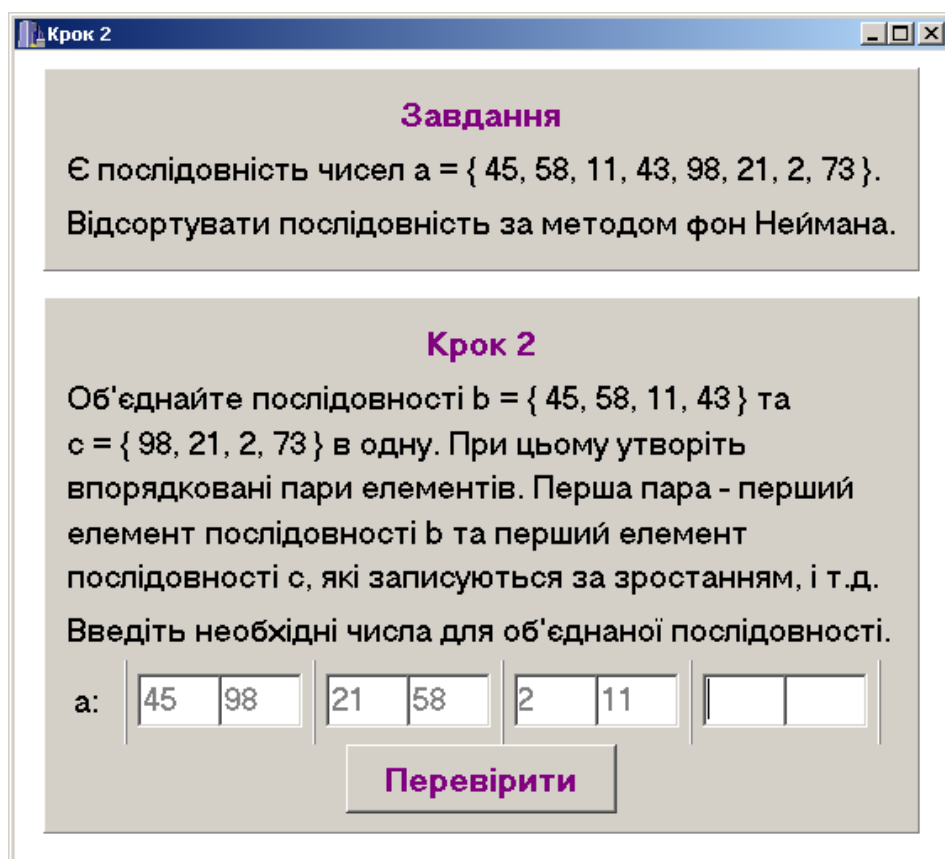 Крок 2
Завдання
Є послідовність чисел a = { 45, 58, 11, 43, 98, 21, 2, 73 }.
Відсортувати послідовність за методом фон Неймана.
Крок 2
Об'єднайте послідовності b = { 45, 58, 11, 43 } та
c = { 98, 21, 2, 73 } в одну. При цьому утворіть
впорядковані пари елементів. Перша пара - перший
елемент послідовності b та перший елемент
послідовності c, які записуються за зростанням, і т.д.
Введіть необхідні числа для об'єднаної послідовності.
a: 45 98 21 58 2 11
Перевірити